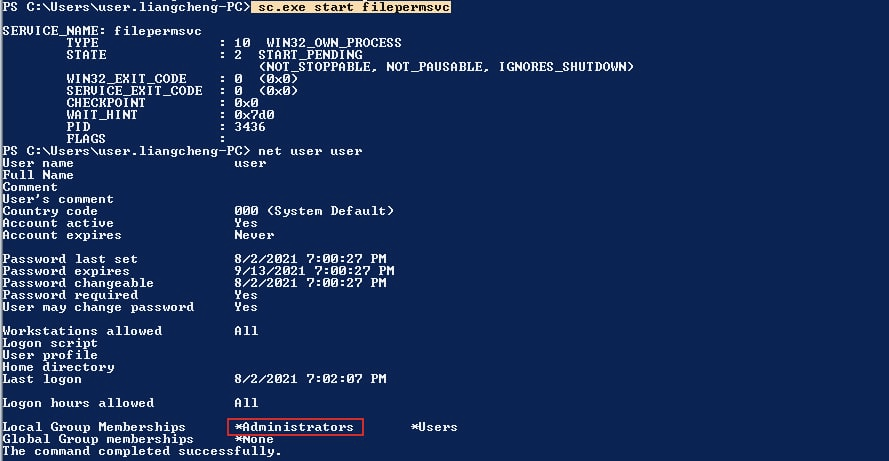 PS C:\Users\user.liangcheng-PC> sc.exe start filepermsvc
SERVICE_NAME: filepermsvc
TYPE : 10 WIN32_OWN_PROCESS
STATE : 2 START_PENDING
(NOT_STOPPABLE, NOT_PAUSABLE, IGNORES_SHUTDOWN)
WIN32_EXIT_CODE : 0 (0x0)
SERVICE_EXIT_CODE : 0 (0x0)
CHECKPOINT : 0x0
WAIT_HINT : 0x7d0
PID : 3436
FLAGS :
PS C:\Users\user.liangcheng-PC> net user user
User name user
Full Name
Comment
User's comment
Country code 000 (System Default)
Account active Yes
Account expires Never
Password last set 8/2/2021 7:00:27 PM
Password expires 9/13/2021 7:00:27 PM
Password changeable 8/2/2021 7:00:27 PM
Password required Yes
User may change password Yes
Workstations allowed All
Logon script
User profile
Home directory
Last logon 8/2/2021 7:02:07 PM
Logon hours allowed All
Local Group Memberships *Administrators *Users
Global Group memberships *None
The command completed successfully.